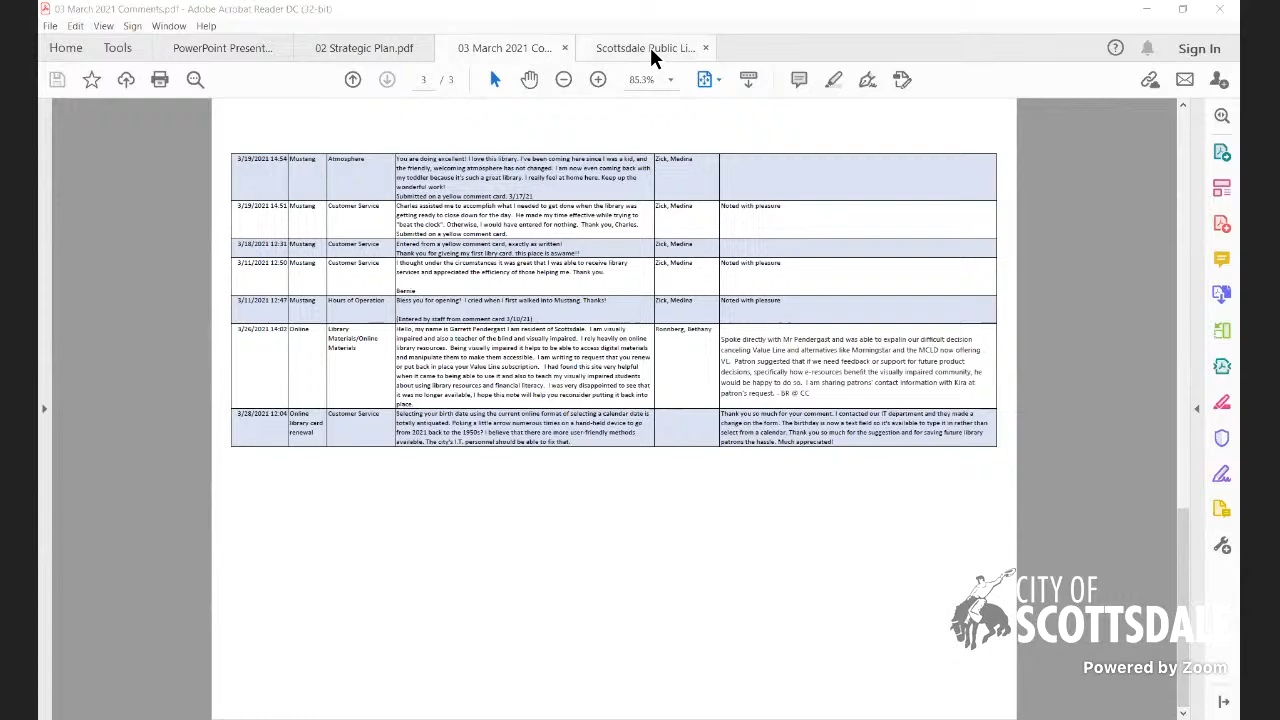 03 March 2021 Comments.pdf - Adobe Acrobat Reader DC (32-bit)
File Edit View Sign Window Help
Home Tools PowerPoint Present... 02 Strategic Plan.pdf 03 March 2021 Co... × Scottsdale Public Li... × Sign In
3 / 3 85.3%
3/19/2021 14:54 Mustang Atmosphere You are doing excellent! I love this library. I've been coming here since I was a kid, and Zick, Medina
the friendly, welcoming atmosphere has not changed. I am now even coming back with
my toddler because it's such a great library. I really feel at home here. Keep up the
wonderful work!
Submitted on a yellow comment card. 3/17/21
3/19/2021 14:51 Mustang Customer Service Charles assisted me to accomplish what I needed to get done when the library was Zick, Medina Noted with pleasure
getting ready to close down for the day. He made my time effective while trying to
"beat the clock". Otherwise, I would have entered for nothing. Thank you, Charles.
Submitted on a yellow comment card.
3/18/2021 12:31 Mustang Customer Service Entered from a yellow comment card, exactly as written! Zick, Medina
Thank you for giveing my first libry card. this place is aswame!!
3/11/2021 12:50 Mustang Customer Service I thought under the circumstances it was great that I was able to receive library Zick, Medina Noted with pleasure
services and appreciated the efficiency of those helping me. Thank you.
Bernie
3/11/2021 12:47 Mustang Hours of Operation Bless you for opening! I cried when I first walked into Mustang. Thanks! Zick, Medina Noted with pleasure
(Entered by staff from comment card 3/10/21)
3/26/2021 14:02 Online Library Materials/Online Materials Hello, my name is Garrett Pendergast I am resident of Scottsdale. I am visually Ronnberg, Bethany
impaired and also a teacher of the blind and visually impaired. I rely heavily on online
library resources. Being visually impaired it helps to be able to access digital materials
and manipulate them to make them accessible. I am writing to request that you renew
or put back in place your Value Line subscription. I had found this site very helpful
when it came to being able to use it and also to teach my visually impaired students
about using library resources and financial literacy. I was very disappointed to see that
it was no longer available, I hope this note will help you reconsider putting it back into
place.
Spoke directly with Mr Pendergast and was able to expalin our difficult decision
canceling Value Line and alternatives like Morningstar and the MCLD now offering
VL. Patron suggested that if we need feedback or support for future product
decisions, specifically how e-resources benefit the visually impaired community, he
would be happy to do so. I am sharing patrons' contact information with Kira at
patron's request. - BR @ CC
3/28/2021 12:04 Online library card renewal Customer Service Selecting your birth date using the current online format of selecting a calendar date is
totally antiquated. Poking a little arrow numerous times on a hand-held device to go
from 2021 back to the 1950s? I believe that there are more user-friendly methods
available. The city's I.T. personnel should be able to fix that.
Thank you so much for your comment. I contacted our IT department and they made a
change on the form. The birthday is now a text field so it's available to type it in rather than
select from a calendar. Thank you so much for the suggestion and for saving future library
patrons the hassle. Much appreciated!
CITY OF
SCOTTSDALE
Powered by Zoom